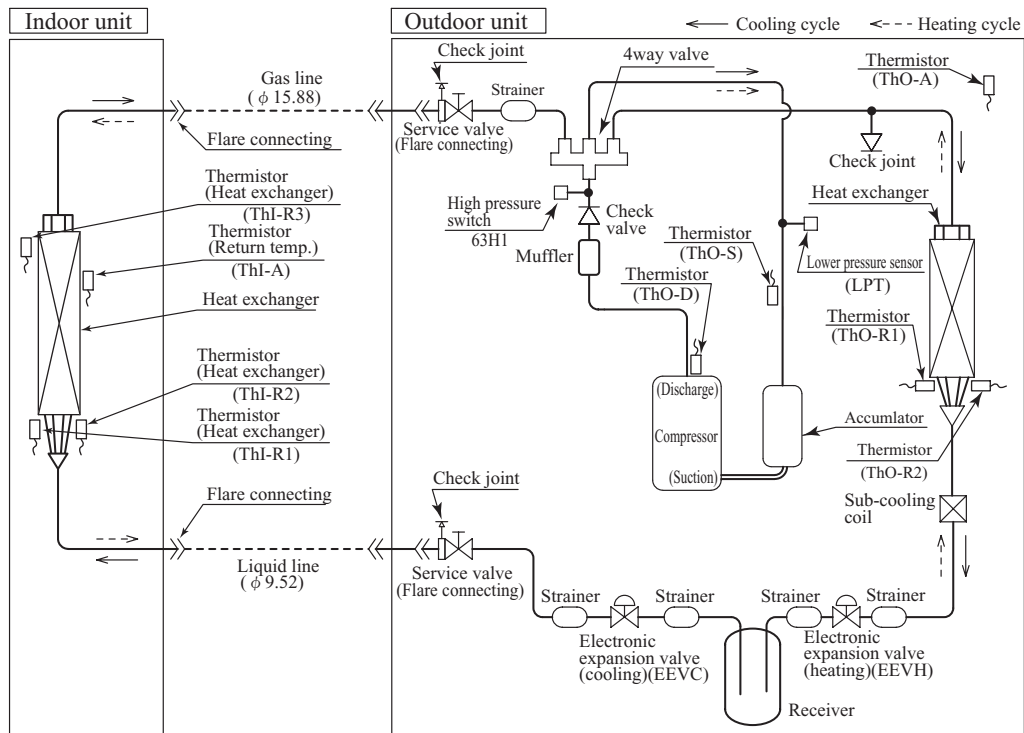 Indoor unit
Outdoor unit
Cooling cycle
Heating cycle
Check joint
4way valve
Thermistor
(ThO-A)
Gas line
( ϕ 15.88)
Strainer
Service valve
(Flare connecting)
Flare connecting
Check joint
Thermistor
(Heat exchanger)
(ThI-R3)
Thermistor
(Return temp.)
(ThI-A)
Heat exchanger
High pressure
switch
63H1
Check
valve
Muffler
Thermistor
(ThO-S)
Thermistor
(ThO-D)
Heat exchanger
Lower pressure sensor
(LPT)
Thermistor
(ThO-R1)
Thermistor
(Heat exchanger)
(ThI-R2)
Thermistor
(Heat exchanger)
(ThI-R1)
(Discharge)
Compressor
(Suction)
Accumlator
Thermistor
(ThO-R2)
Sub-cooling
coil
Flare connecting
Check joint
Liquid line
( ϕ 9.52)
Service valve
(Flare connecting)
Strainer
Strainer
Strainer
Strainer
Electronic
expansion valve
(cooling)(EEVC)
Electronic
expansion valve
(heating)(EEVH)
Receiver